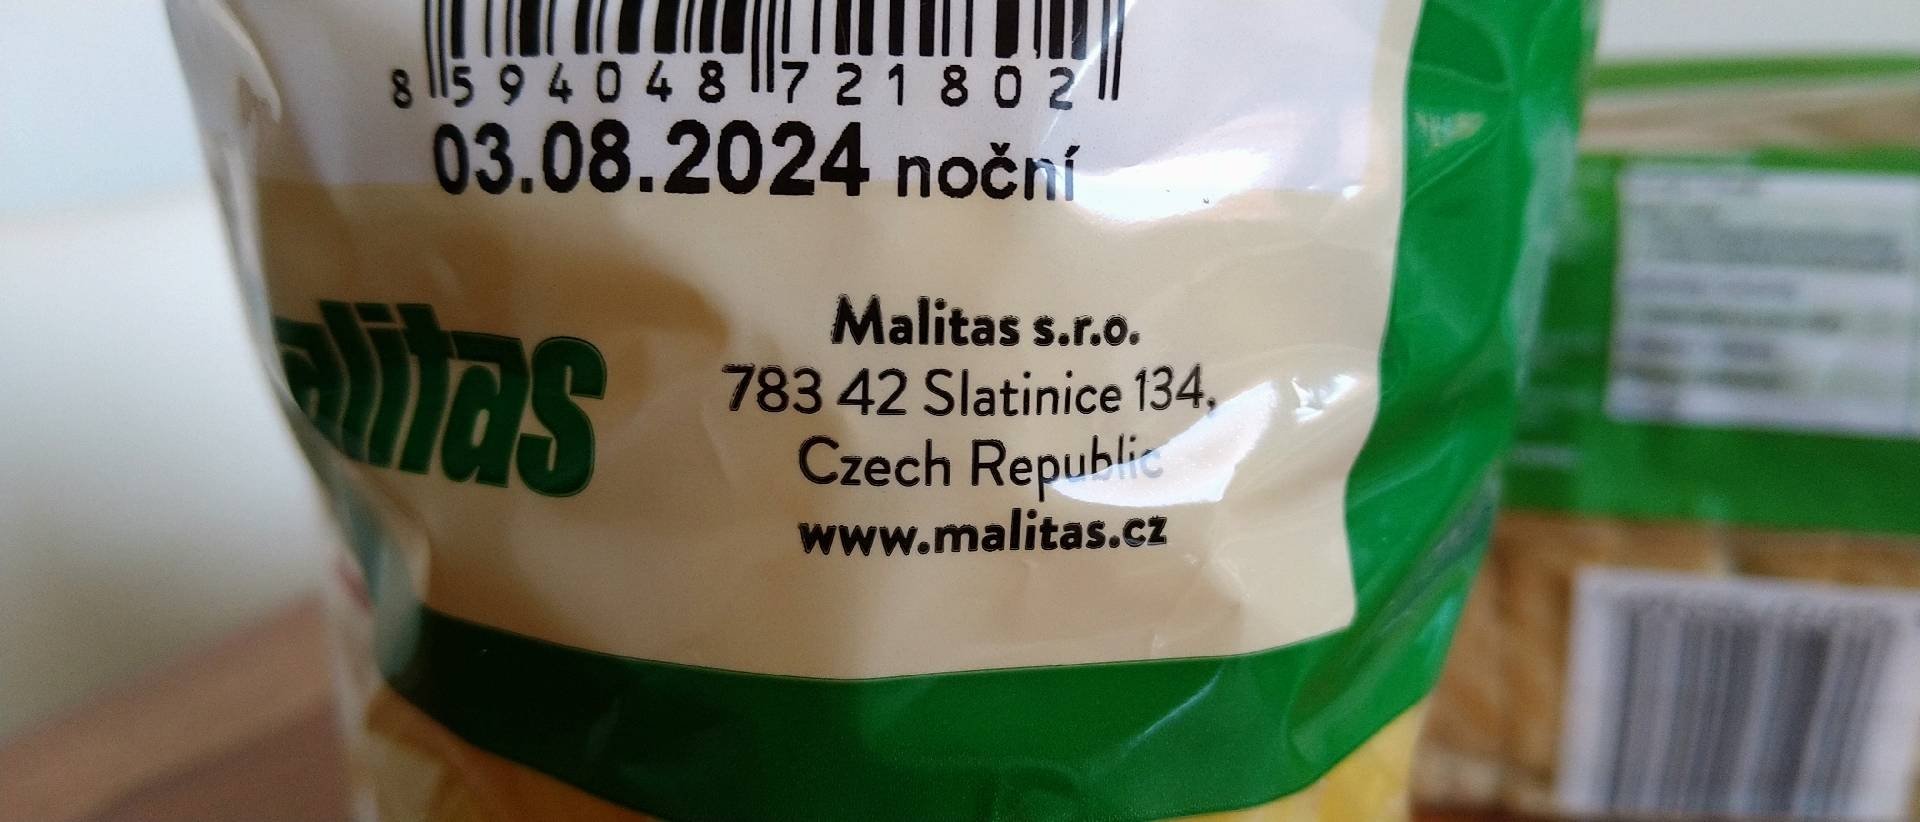 8 594048 721802
03.08.2024 noční
alitas
Malitas s.r.o.
783 42 Slatinice 134,
Czech Republic
www.malitas.cz